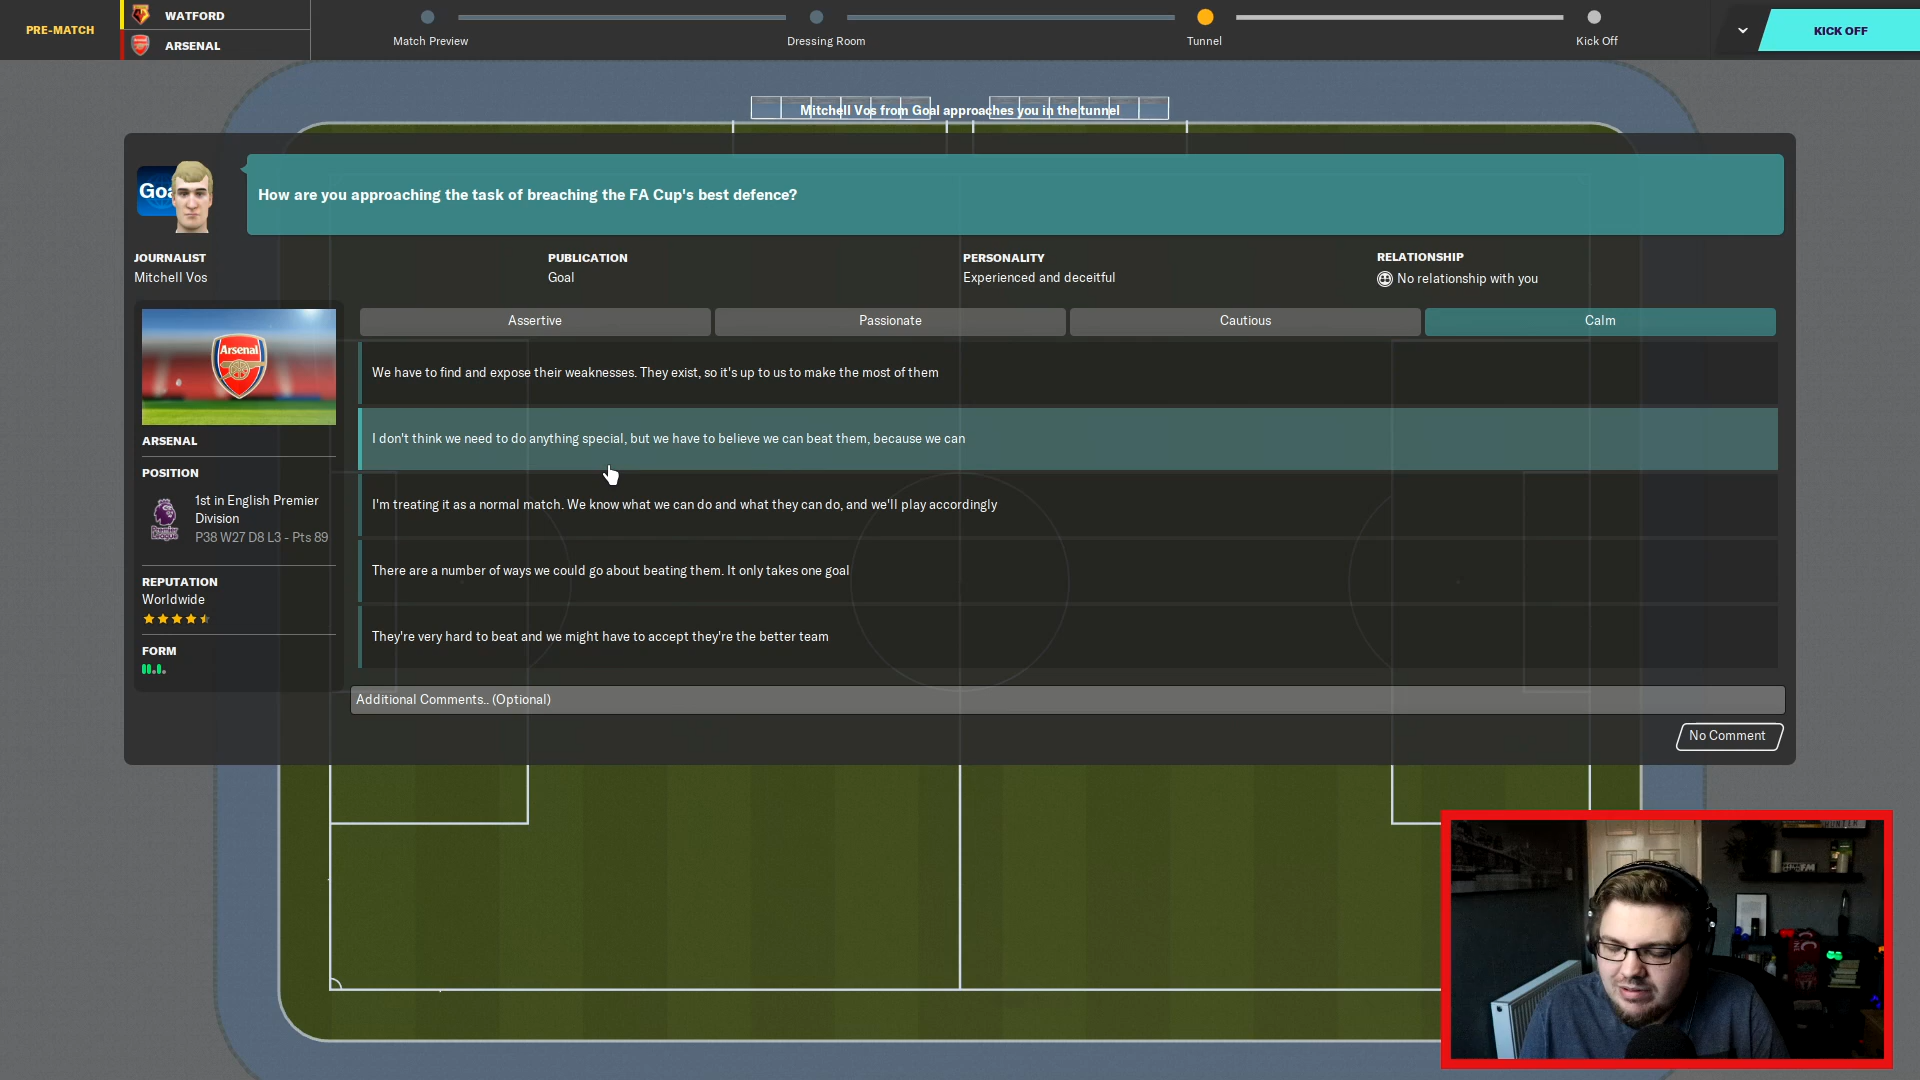 PRE-MATCH
WATFORD
ARSENAL
Match Preview
Dressing Room
Tunnel
Kick Off
KICK OFF
Mitchell Vos from Goal approaches you in the tunnel
Goa
How are you approaching the task of breaching the FA Cup's best defence?
JOURNALIST
Mitchell Vos
PUBLICATION
Goal
PERSONALITY
Experienced and deceitful
RELATIONSHIP
No relationship with you
Arsenal
ARSENAL
POSITION
1st in English Premier
Division
P38 W27 D8 L3 - Pts 89
REPUTATION
Worldwide
FORM
Assertive
Passionate
Cautious
Calm
We have to find and expose their weaknesses. They exist, so it's up to us to make the most of them
I don't think we need to do anything special, but we have to believe we can beat them, because we can
I'm treating it as a normal match. We know what we can do and what they can do, and we'll play accordingly
There are a number of ways we could go about beating them. It only takes one goal
They're very hard to beat and we might have to accept they're the better team
Additional Comments.. (Optional)
No Comment